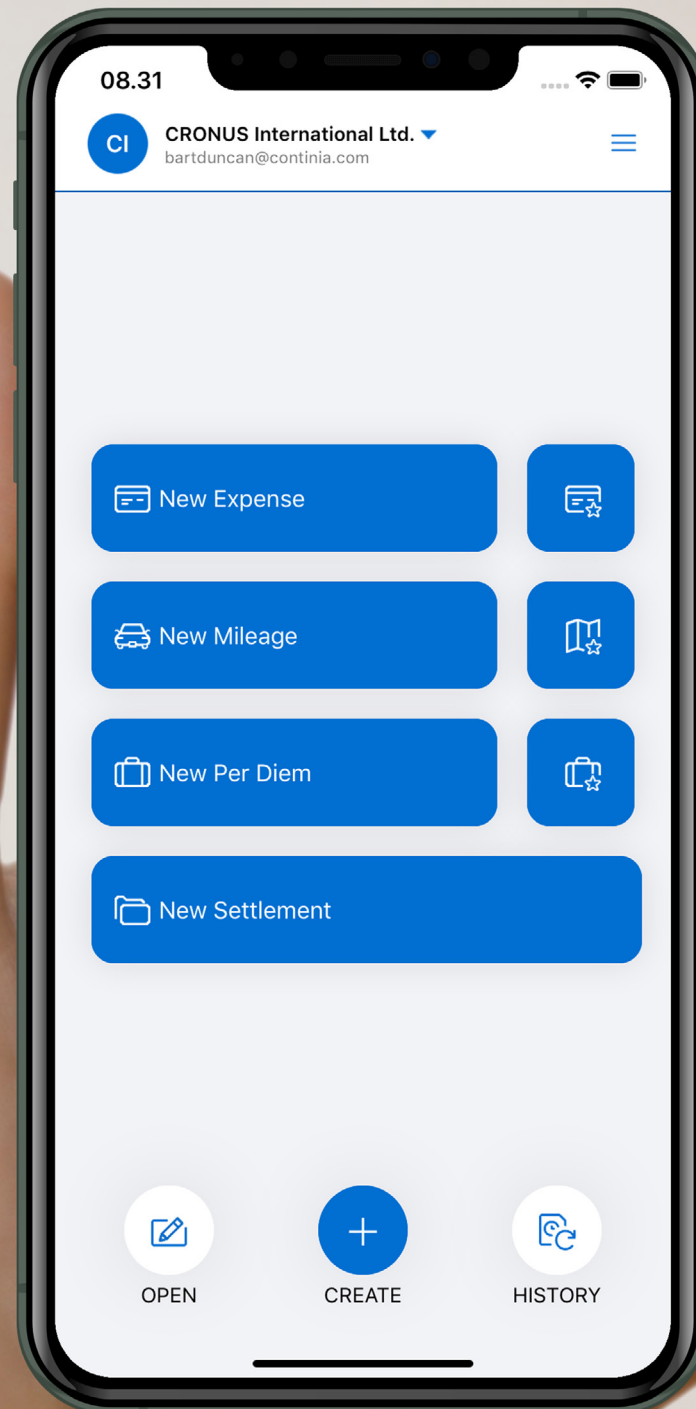 08.31
CI
CRONUS International Ltd.
bartduncan@continia.com
New Expense
New Mileage
New Per Diem
New Settlement
OPEN
CREATE
HISTORY